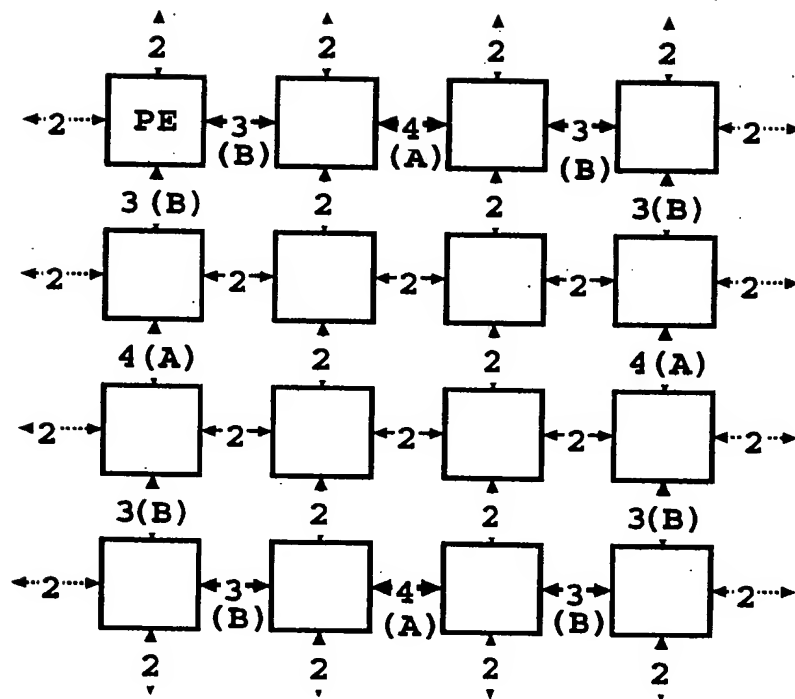 2 2 2 2
2 PE 3 4 3 2
(B) (A) (B)
3(B) 2 2 3(B)
2 2 2 2 2
4(A) 2 2 4(A)
2 2 2 2 2
3(B) 2 2 3(B)
2 3 4 3 2
(B) (A) (B)
2 2 2 2